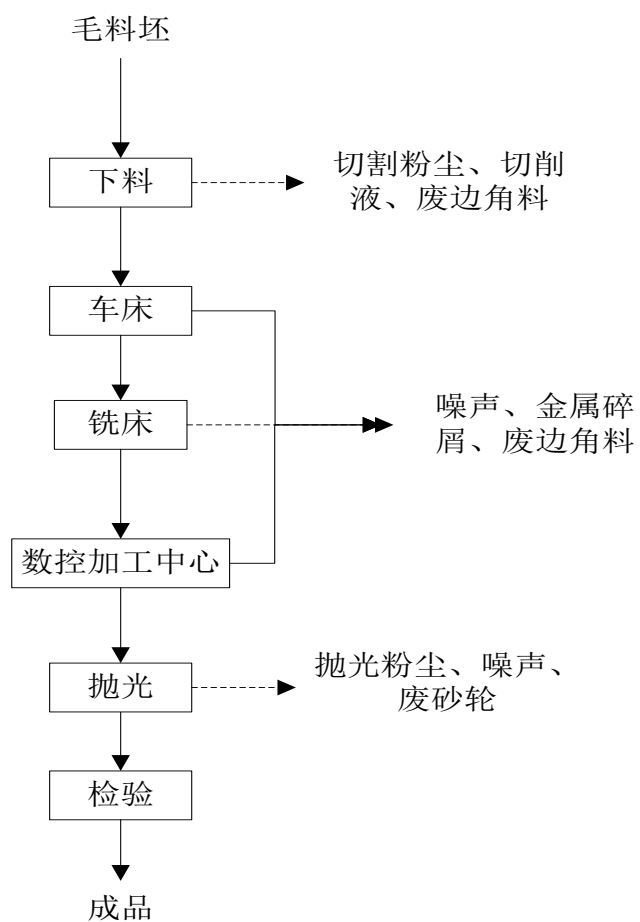 毛料坯
下料
切割粉尘、切削
液、废边角料
车床
铣床
噪声、金属碎
屑、废边角料
数控加工中心
抛光
抛光粉尘、噪声、
废砂轮
检验
成品